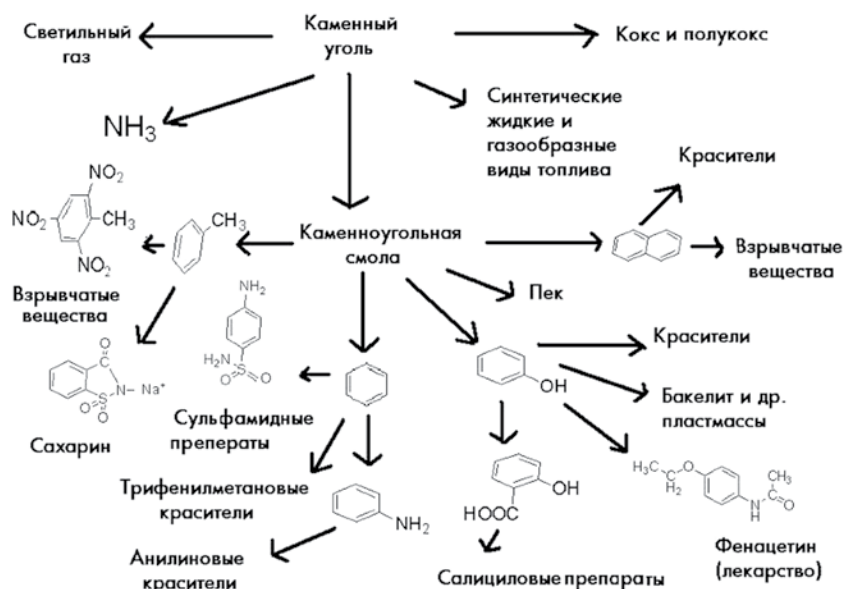 Светильный
газ
Каменный
уголь
Кокс и полукокс
NH₃
Синтетические
жидкие и
газообразные
виды топлива
Красители
NO₂
NO₂
CH₃
NO₂
CH₃
Каменноугольная
смола
Взрывчатые
вещества
Взрывчатые
вещества
Пек
NH₂
H₂N
S
O
O
O
N
Na⁺
S
O
O
Сахарин
Сульфамидные
преператы
OH
Красители
Бакелит и др.
пластмассы
Трифенилметановые
красители
NH₂
Анилиновые
красители
OH
HOOC
Салициловые препараты
H₃C
O
C
H₂
CH₃
N
H
O
Фенацетин
(лекарство)